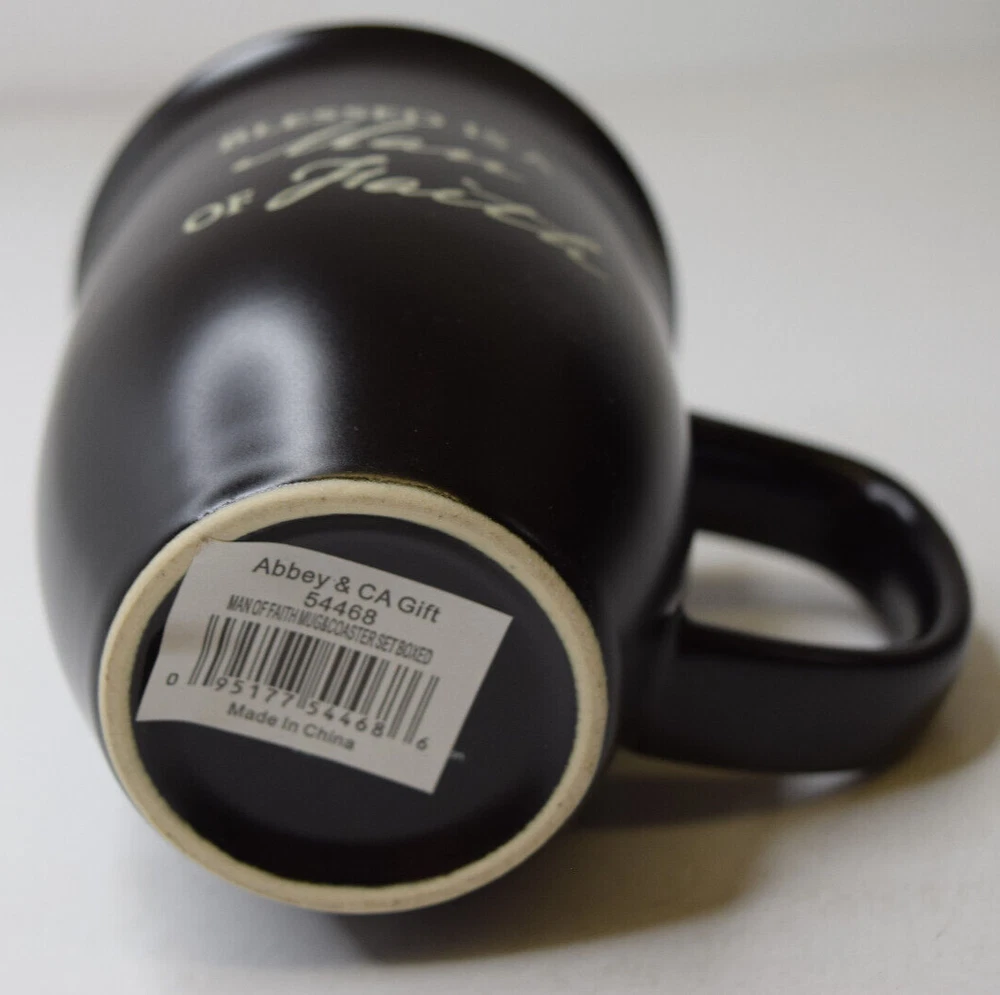 BLESSED IS A
Man
OF Faith
Abbey & CA Gift
54468
MAN OF FAITH MUG&COASTER SET BOXED
0 95177 54468 6
Made In China